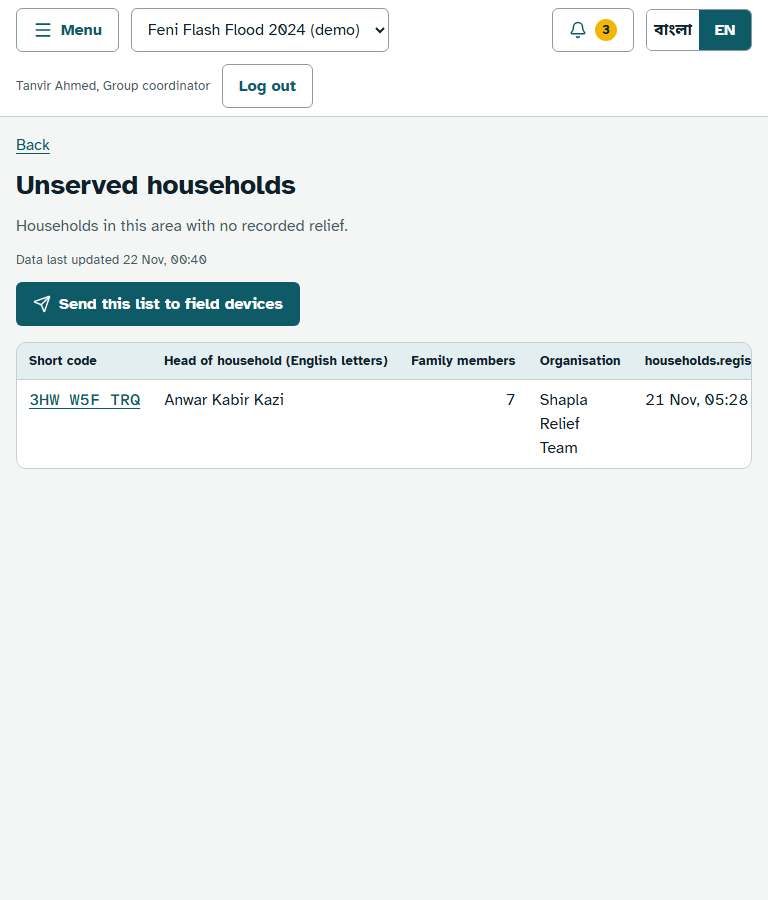 Menu
Feni Flash Flood 2024 (demo)
3
বাংলা
EN
Tanvir Ahmed, Group coordinator
Log out
Back
Unserved households
Households in this area with no recorded relief.
Data last updated 22 Nov, 00:40
Send this list to field devices
Short code Head of household (English letters) Family members Organisation households.regis
3HW W5F TRQ Anwar Kabir Kazi 7 Shapla 21 Nov, 05:28
Relief
Team